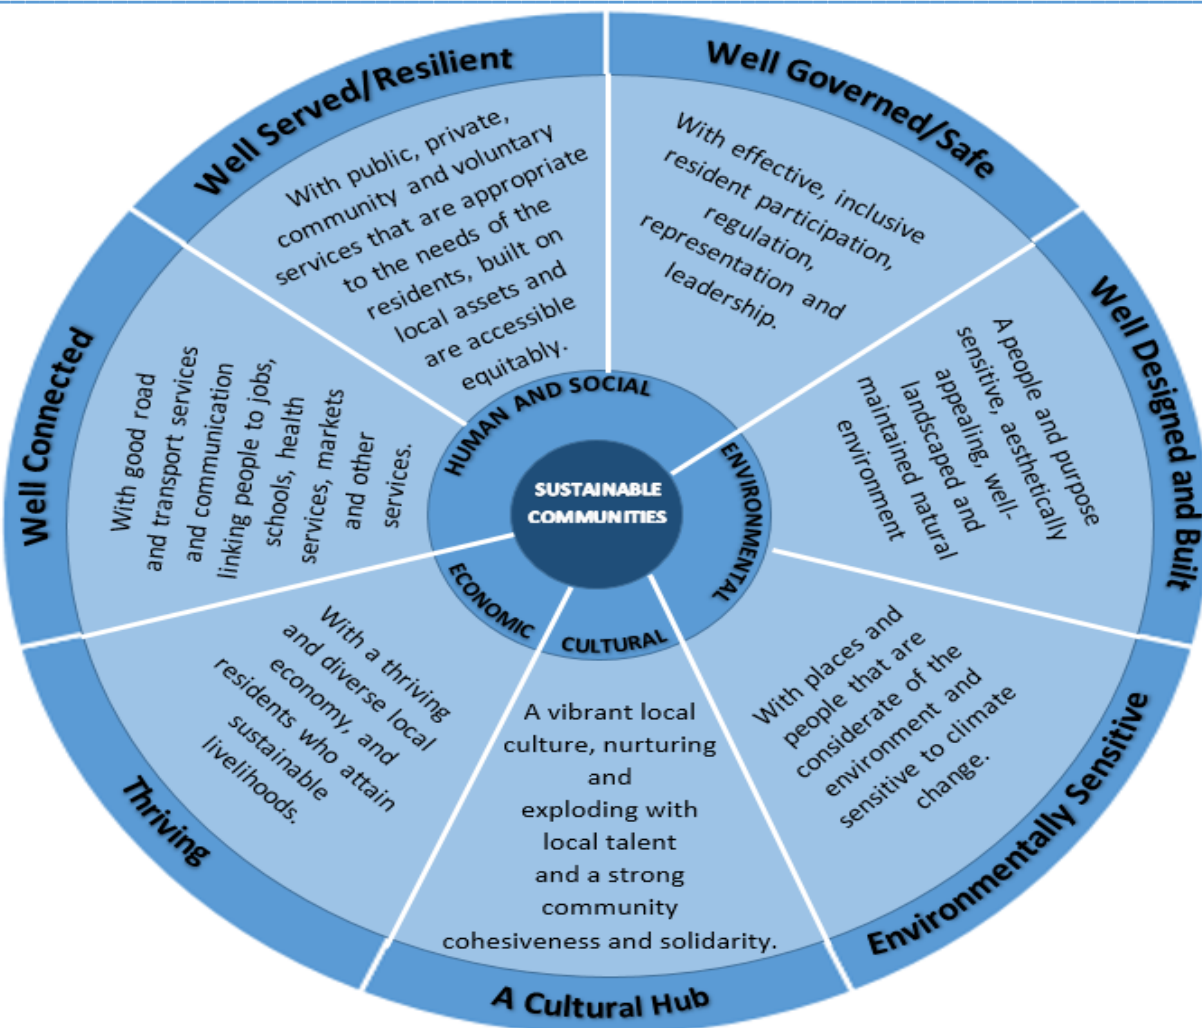 Well Served/Resilient
With public, private,
community and voluntary
services that are appropriate
to the needs of the
residents, built on
local assets and
are accessible
equitably.
Well Governed/Safe
With effective, inclusive
resident participation,
regulation,
representation and
leadership.
Well Designed and Built
A people and purpose
sensitive, aesthetically
appealing, well-
landscaped and
maintained natural
environment
Environmentally Sensitive
With places and
people that are
considerate of the
environment and
sensitive to climate
change.
A Cultural Hub
A vibrant local
culture, nurturing
and
exploding with
local talent
and a strong
community
cohesiveness and solidarity.
Thriving
With a thriving
and diverse local
economy, and
residents who attain
sustainable
livelihoods.
Well Connected
With good road
and transport services
and communication
linking people to jobs,
schools, health
services, markets
and other
services.
HUMAN AND SOCIAL
ENVIRONMENTAL
CULTURAL
ECONOMIC
SUSTAINABLE
COMMUNITIES